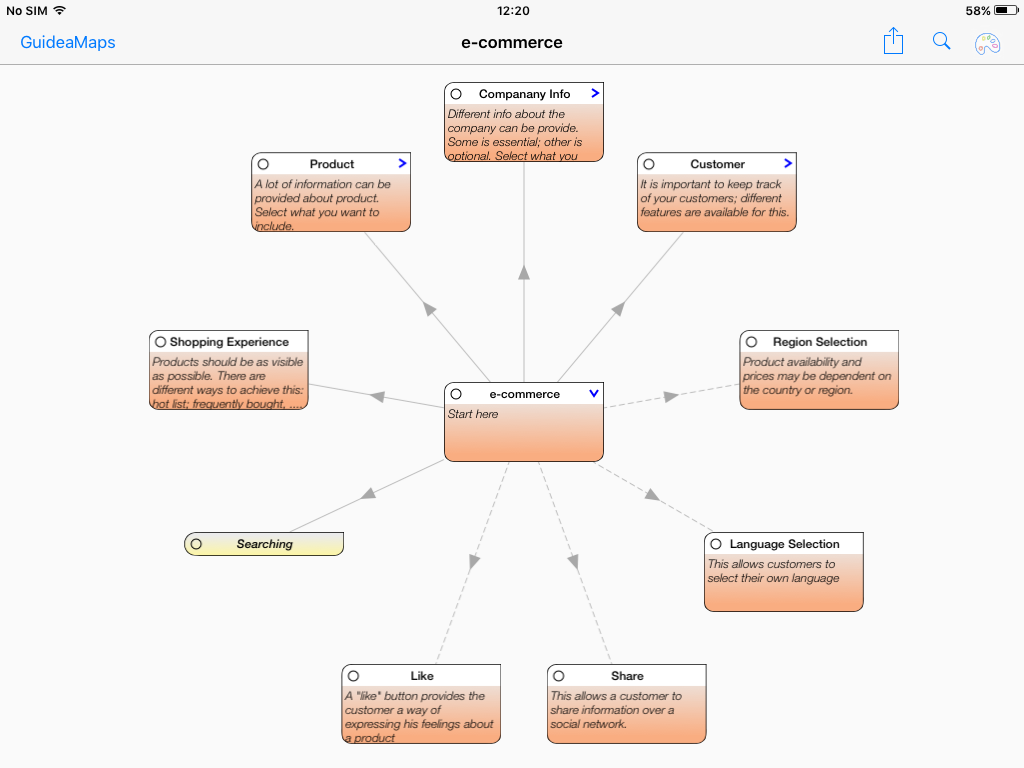 No SIM 12:20 58%
GuideaMaps e-commerce
Companany Info
Different info about the
company can be provide.
Some is essential; other is
optional. Select what you
Product
A lot of information can be
provided about product.
Select what you want to
include.
Customer
It is important to keep track
of your customers; different
features are available for this.
Shopping Experience
Products should be as visible
as possible. There are
different ways to achieve this:
hot list; frequently bought, ....
Region Selection
Product availability and
prices may be dependent on
the country or region.
e-commerce
Start here
Searching
Language Selection
This allows customers to
select their own language
Like
A "like" button provides the
customer a way of
expressing his feelings about
a product
Share
This allows a customer to
share information over a
social network.